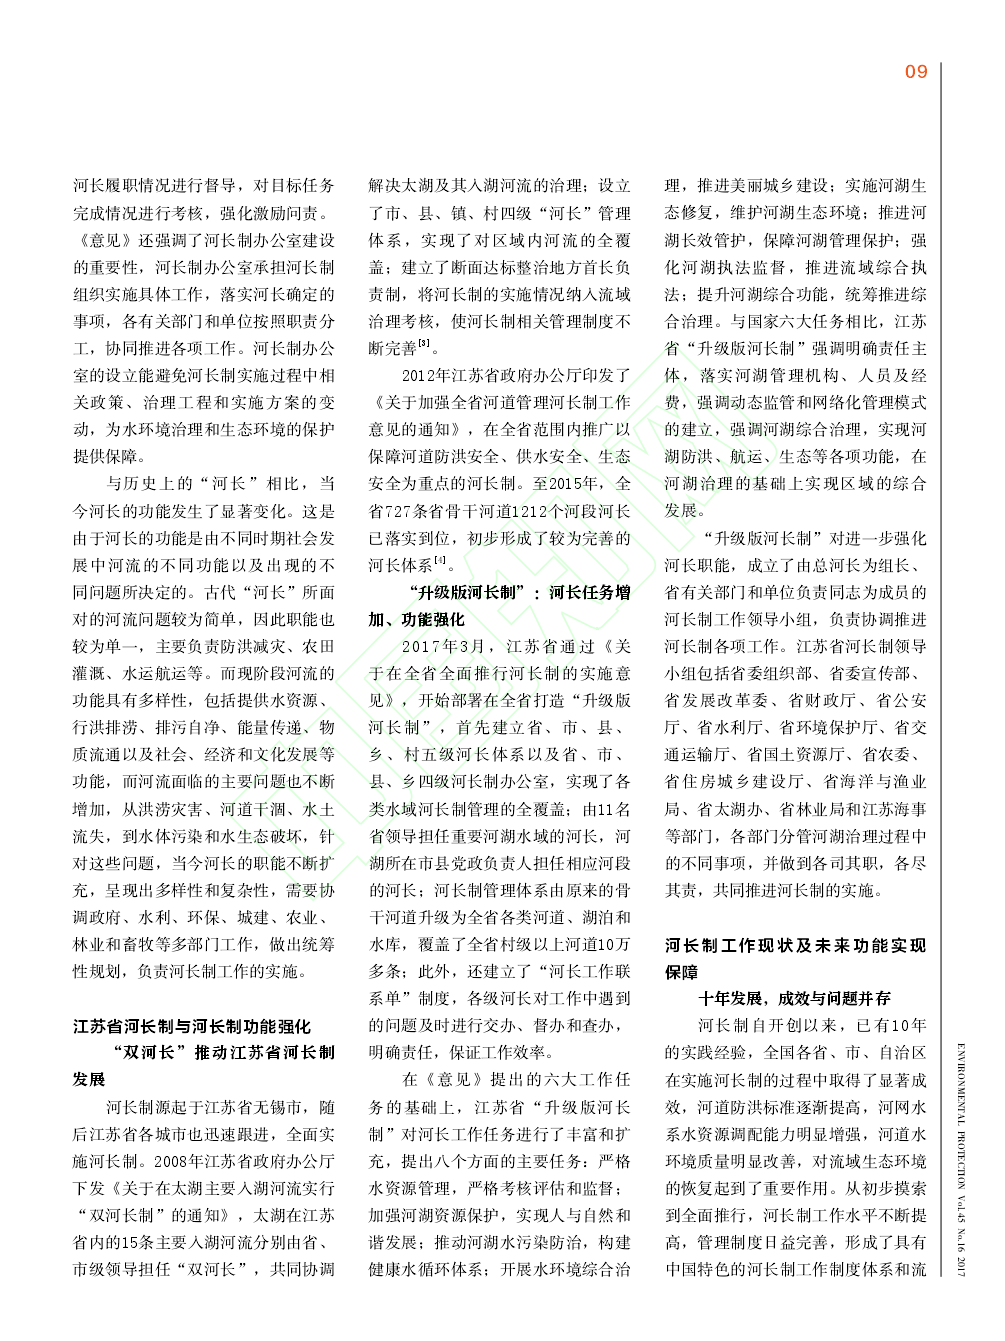 09
河长履职情况进行督导，对目标任务
完成情况进行考核，强化激励问责。
《意见》还强调了河长制办公室建设
的重要性，河长制办公室承担河长制
组织实施具体工作，落实河长确定的
事项，各有关部门和单位按照职责分
工，协同推进各项工作。河长制办公
室的设立能避免河长制实施过程中相
关政策、治理工程和实施方案的变
动，为水环境治理和生态环境的保护
提供保障。
与历史上的“河长”相比，当
今河长的功能发生了显著变化。这是
由于河长的功能是由不同时期社会发
展中河流的不同功能以及出现的不
同问题所决定的。古代“河长”所面
对的河流问题较为简单，因此职能也
较为单一，主要负责防洪减灾、农田
灌溉、水运航运等。而现阶段河流的
功能具有多样性，包括提供水资源、
行洪排涝、排污自净、能量传递、物
质流通以及社会、经济和文化发展等
功能，而河流面临的主要问题也不断
增加，从洪涝灾害、河道干涸、水土
流失，到水体污染和水生态破坏，针
对这些问题，当今河长的职能不断扩
充，呈现出多样性和复杂性，需要协
调政府、水利、环保、城建、农业、
林业和畜牧等多部门工作，做出统筹
性规划，负责河长制工作的实施。
江苏省河长制与河长制功能强化
“双河长”推动江苏省河长制
发展
河长制源起于江苏省无锡市，随
后江苏省各城市也迅速跟进，全面实
施河长制。2008年江苏省政府办公厅
下发《关于在太湖主要入湖河流实行
“双河长制”的通知》，太湖在江苏
省内的15条主要入湖河流分别由省、
市级领导担任“双河长”，共同协调
解决太湖及其入湖河流的治理；设立
了市、县、镇、村四级“河长”管理
体系，实现了对区域内河流的全覆
盖；建立了断面达标整治地方首长负
责制，将河长制的实施情况纳入流域
治理考核，使河长制相关管理制度不
断完善[3]。
2012年江苏省政府办公厅印发了
《关于加强全省河道管理河长制工作
意见的通知》，在全省范围内推广以
保障河道防洪安全、供水安全、生态
安全为重点的河长制。至2015年，全
省727条省骨干河道1212个河段河长
已落实到位，初步形成了较为完善的
河长体系[4]。
“升级版河长制”：河长任务增
加、功能强化
2017年3月，江苏省通过《关
于在全省全面推行河长制的实施意
见》，开始部署在全省打造“升级版
河长制”，首先建立省、市、县、
乡、村五级河长体系以及省、市、
县、乡四级河长制办公室，实现了各
类水域河长制管理的全覆盖；由11名
省领导担任重要河湖水域的河长，河
湖所在市县党政负责人担任相应河段
的河长；河长制管理体系由原来的骨
干河道升级为全省各类河道、湖泊和
水库，覆盖了全省村级以上河道10万
多条；此外，还建立了“河长工作联
系单”制度，各级河长对工作中遇到
的问题及时进行交办、督办和查办，
明确责任，保证工作效率。
在《意见》提出的六大工作任
务的基础上，江苏省“升级版河长
制”对河长工作任务进行了丰富和扩
充，提出八个方面的主要任务：严格
水资源管理，严格考核评估和监督；
加强河湖资源保护，实现人与自然和
谐发展；推动河湖水污染防治，构建
健康水循环体系；开展水环境综合治
理，推进美丽城乡建设；实施河湖生
态修复，维护河湖生态环境；推进河
湖长效管护，保障河湖管理保护；强
化河湖执法监督，推进流域综合执
法；提升河湖综合功能，统筹推进综
合治理。与国家六大任务相比，江苏
省“升级版河长制”强调明确责任主
体，落实河湖管理机构、人员及经
费，强调动态监管和网络化管理模式
的建立，强调河湖综合治理，实现河
湖防洪、航运、生态等各项功能，在
河湖治理的基础上实现区域的综合
发展。
“升级版河长制”对进一步强化
河长职能，成立了由总河长为组长、
省有关部门和单位负责同志为成员的
河长制工作领导小组，负责协调推进
河长制各项工作。江苏省河长制领导
小组包括省委组织部、省委宣传部、
省发展改革委、省财政厅、省公安
厅、省水利厅、省环境保护厅、省交
通运输厅、省国土资源厅、省农委、
省住房城乡建设厅、省海洋与渔业
局、省太湖办、省林业局和江苏海事
等部门，各部门分管河湖治理过程中
的不同事项，并做到各司其职，各尽
其责，共同推进河长制的实施。
河长制工作现状及未来功能实现
保障
十年发展，成效与问题并存
河长制自开创以来，已有10年
的实践经验，全国各省、市、自治区
在实施河长制的过程中取得了显著成
效，河道防洪标准逐渐提高，河网水
系水资源调配能力明显增强，河道水
环境质量明显改善，对流域生态环境
的恢复起到了重要作用。从初步摸索
到全面推行，河长制工作水平不断提
高，管理制度日益完善，形成了具有
中国特色的河长制工作制度体系和流
ENVIRONMENTAL PROTECTION Vol.45 No.16 2017
中国知网